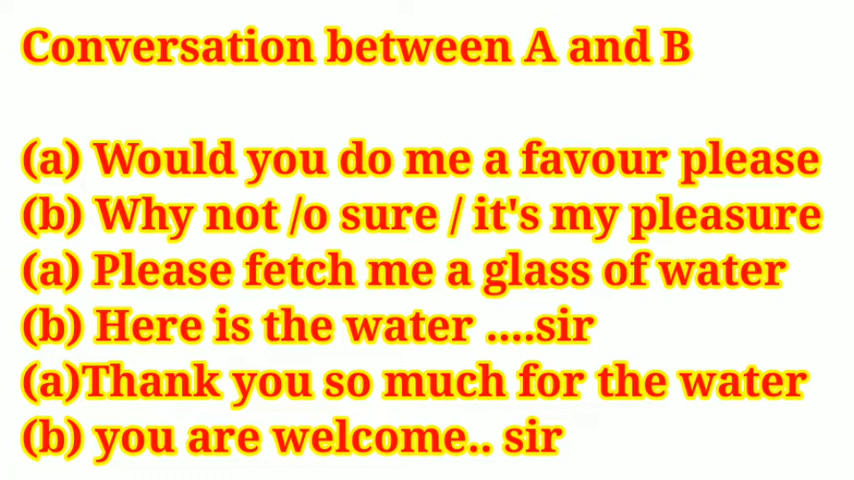 Conversation between A and B
(a) Would you do me a favour please
(b) Why not /o sure / it's my pleasure
(a) Please fetch me a glass of water
(b) Here is the water ....sir
(a)Thank you so much for the water
(b) you are welcome.. sir